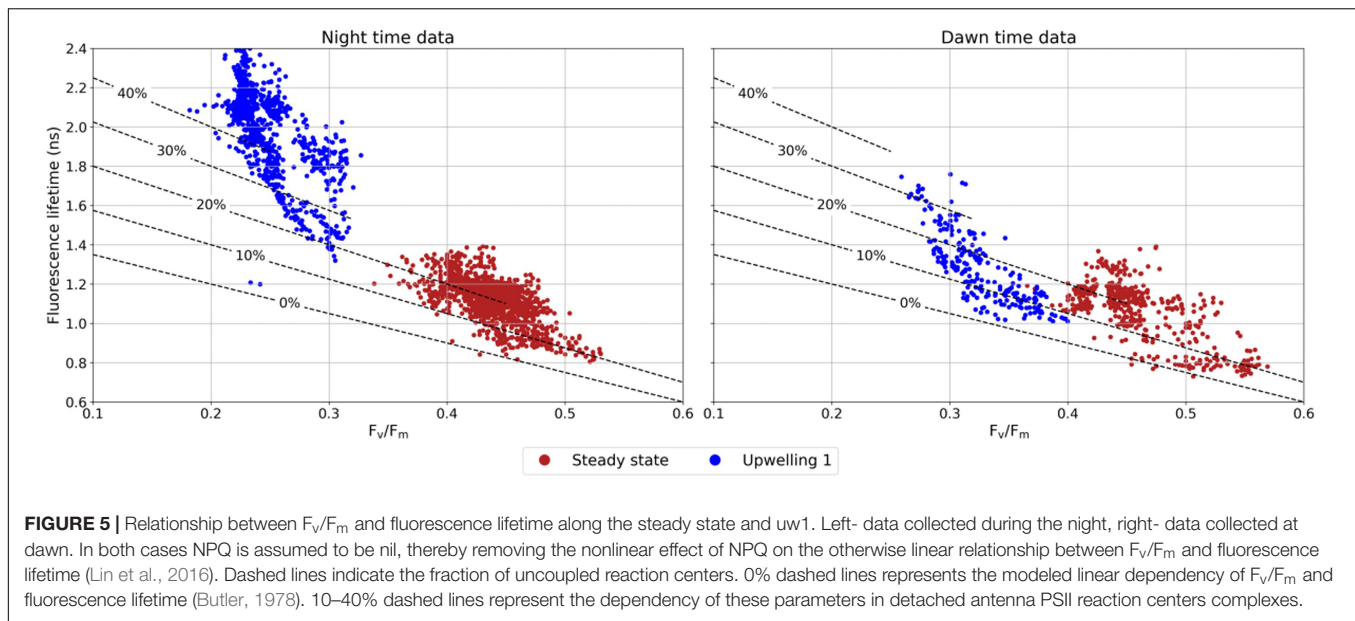 Night time data
Dawn time data
Fluorescence lifetime (ns)
2.4
2.2
2.0
1.8
1.6
1.4
1.2
1.0
0.8
0.6
40%
30%
20%
10%
0%
40%
30%
20%
10%
0%
0.1 0.2 0.3 0.4 0.5 0.6
0.1 0.2 0.3 0.4 0.5 0.6
Fv/Fm
Fv/Fm
Steady state Upwelling 1
FIGURE 5 | Relationship between Fv/Fm and fluorescence lifetime along the steady state and uw1. Left- data collected during the night, right- data collected at
dawn. In both cases NPQ is assumed to be nil, thereby removing the nonlinear effect of NPQ on the otherwise linear relationship between Fv/Fm and fluorescence
lifetime (Lin et al., 2016). Dashed lines indicate the fraction of uncoupled reaction centers. 0% dashed lines represents the modeled linear dependency of Fv/Fm and
fluorescence lifetime (Butler, 1978). 10–40% dashed lines represent the dependency of these parameters in detached antenna PSII reaction centers complexes.